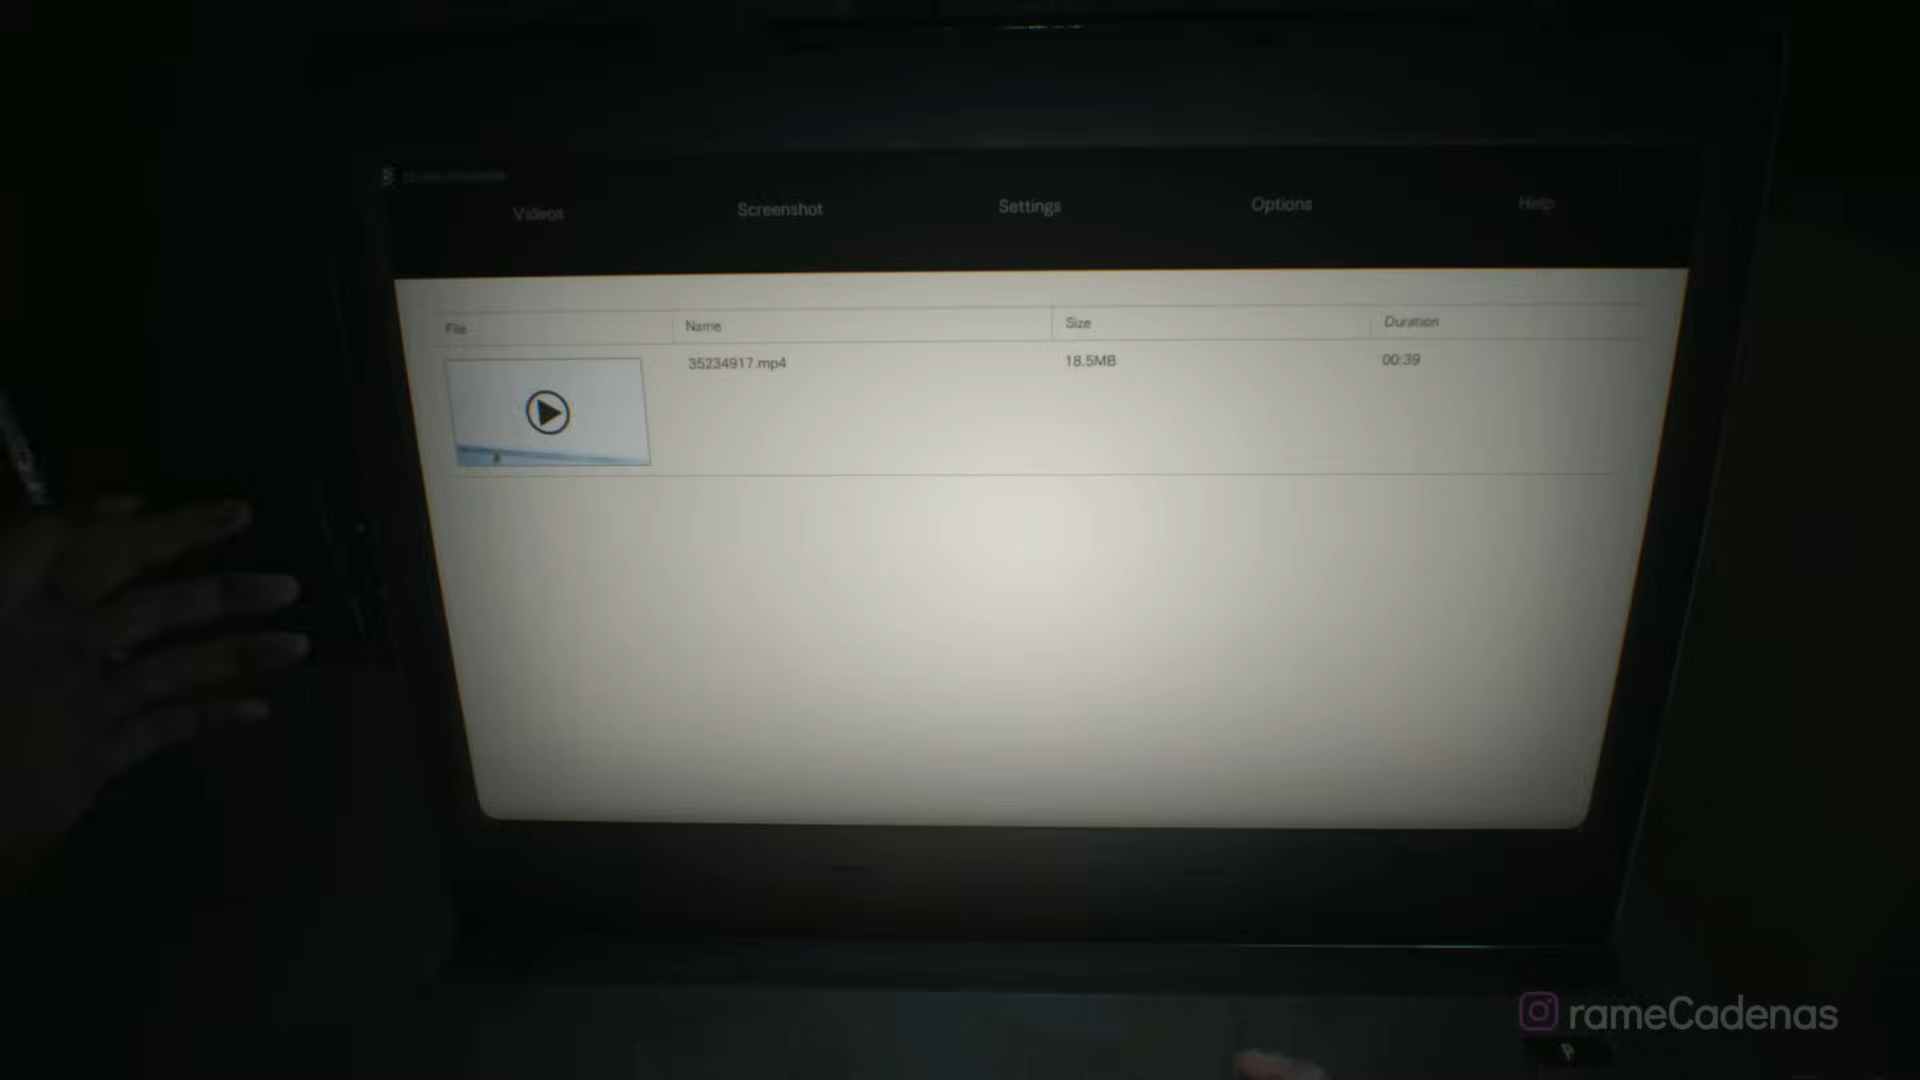 Videos Screenshot Settings Options Help
File Name Size Duration
35234917.mp4 18.5MB 00:39
rameCadenas